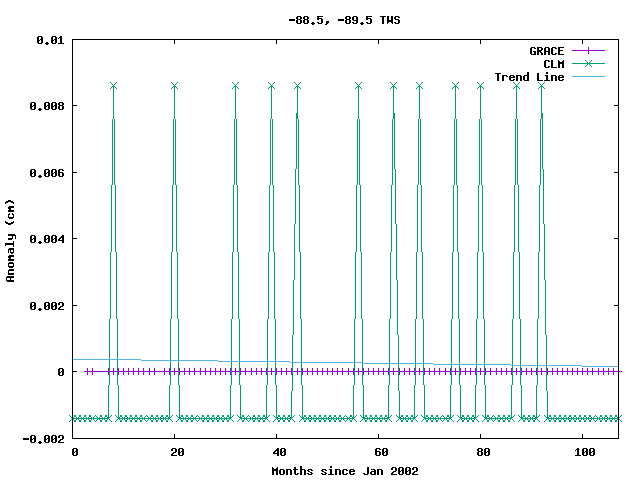 -88.5, -89.5 TWS
0.01
GRACE
CLM
Trend Line
0.008
0.006
0.004
0.002
0
-0.002
Anomaly (cm)
0 20 40 60 80 100
Months since Jan 2002